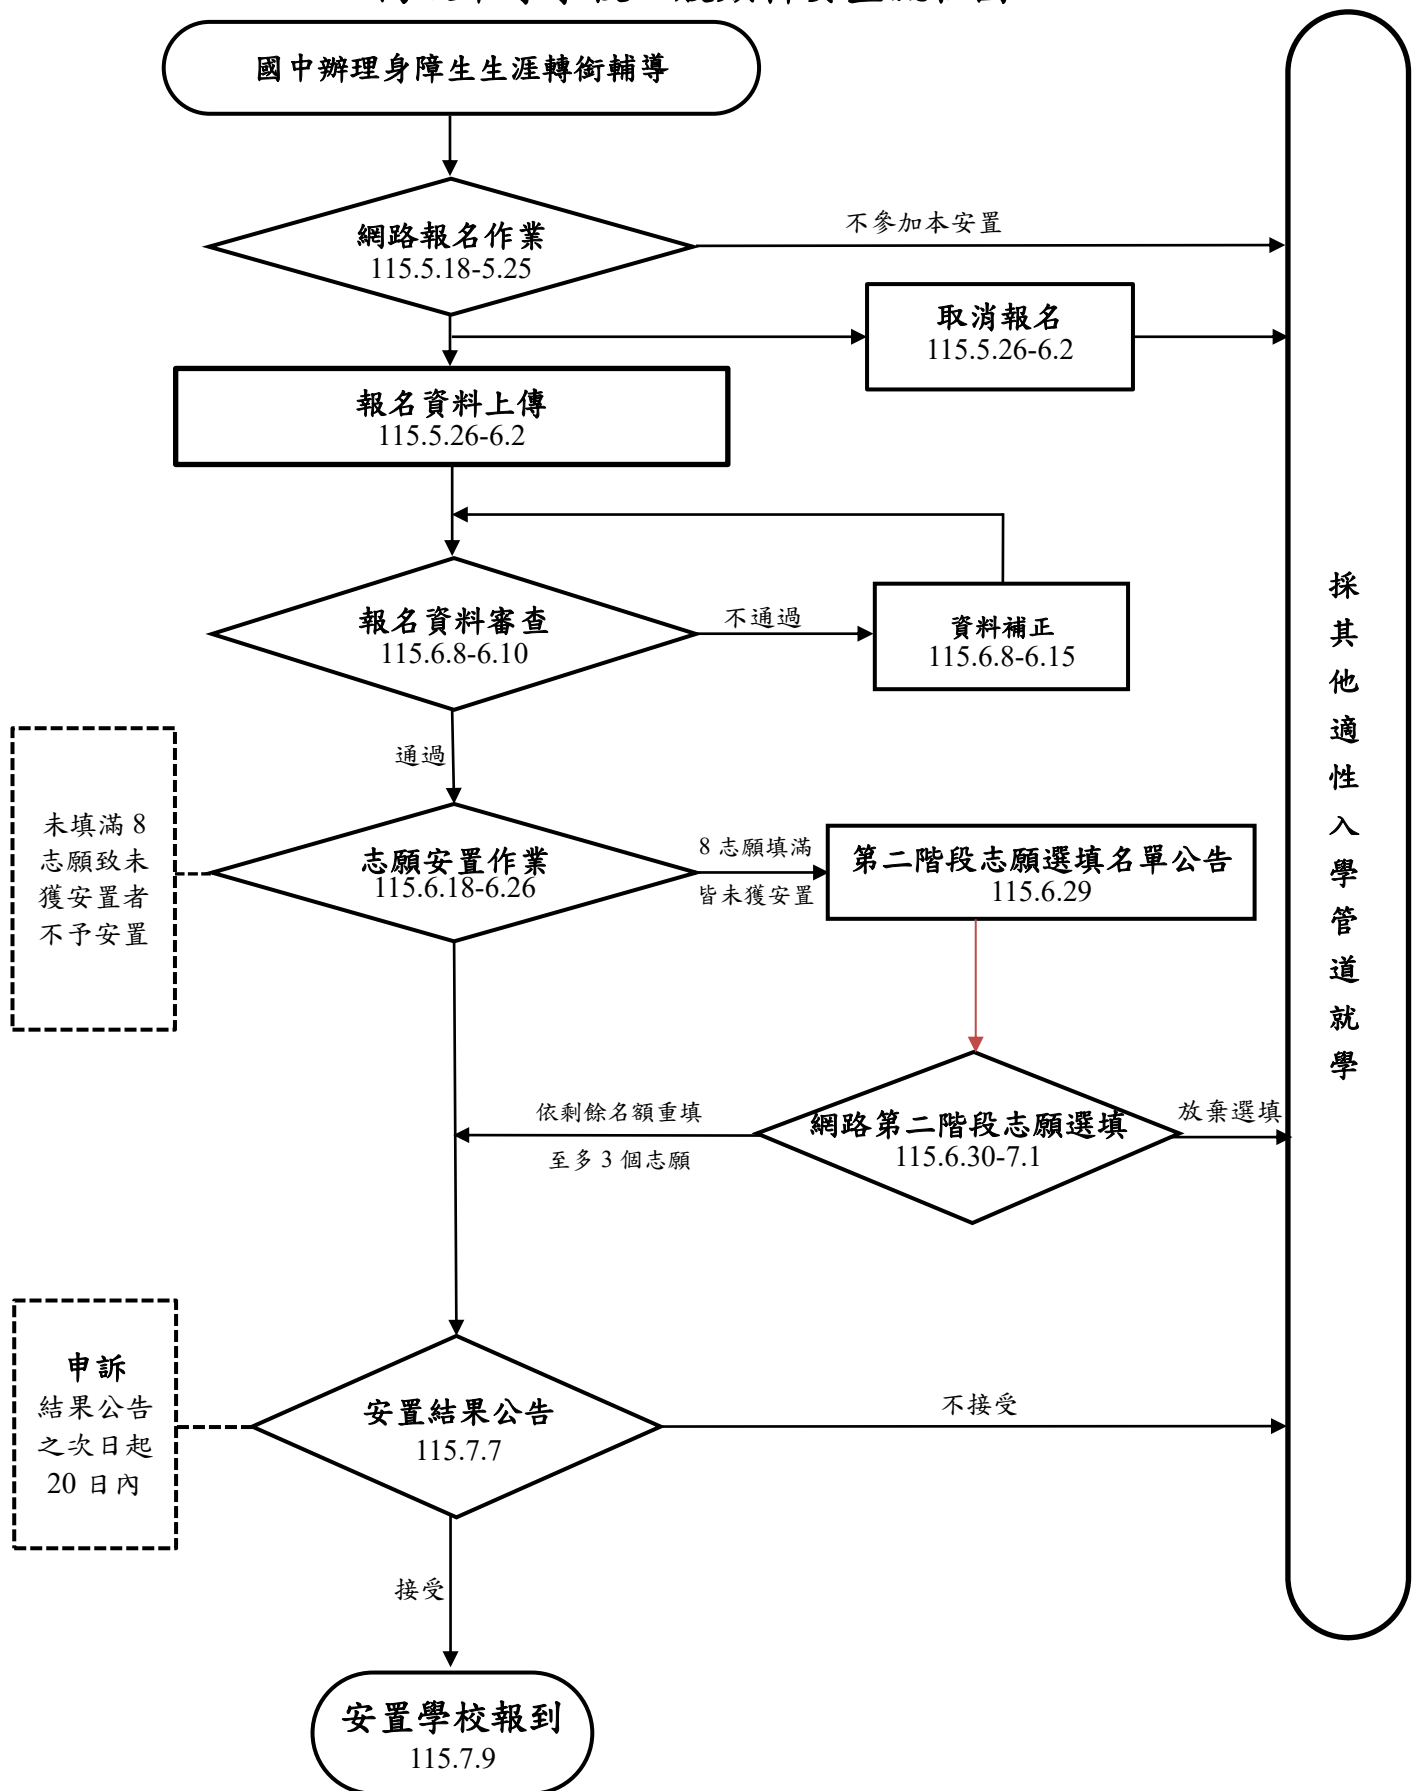 國中辦理身障生生涯轉銜輔導
網路報名作業
115.5.18-5.25
不參加本安置
取消報名
115.5.26-6.2
報名資料上傳
115.5.26-6.2
報名資料審查
115.6.8-6.10
不通過
資料補正
115.6.8-6.15
通過
未填滿 8
志願致未
獲安置者
不予安置
志願安置作業
115.6.18-6.26
8 志願填滿
皆未獲安置
第二階段志願選填名單公告
115.6.29
依剩餘名額重填
至多 3 個志願
網路第二階段志願選填
115.6.30-7.1
放棄選填
申訴
結果公告
之次日起
20 日內
安置結果公告
115.7.7
不接受
接受
安置學校報到
115.7.9
採
其
他
適
性
入
學
管
道
就
學